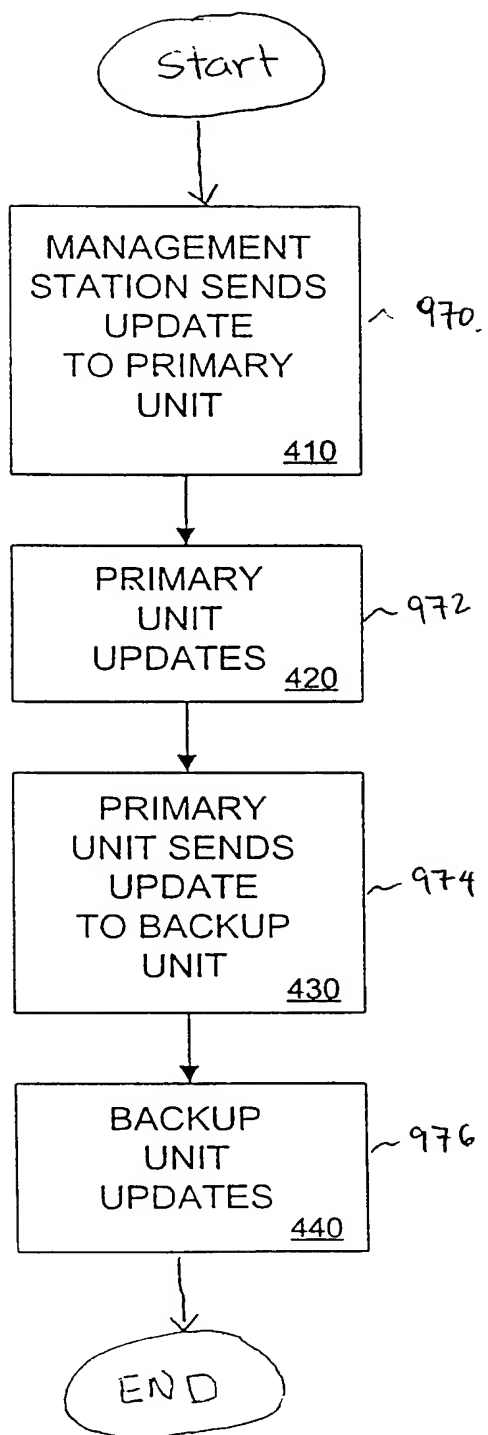 Start
MANAGEMENT
STATION SENDS
UPDATE
TO PRIMARY
UNIT
410
970.
PRIMARY
UNIT
UPDATES
420
972
PRIMARY
UNIT SENDS
UPDATE
TO BACKUP
UNIT
430
974
BACKUP
UNIT
UPDATES
440
976
END